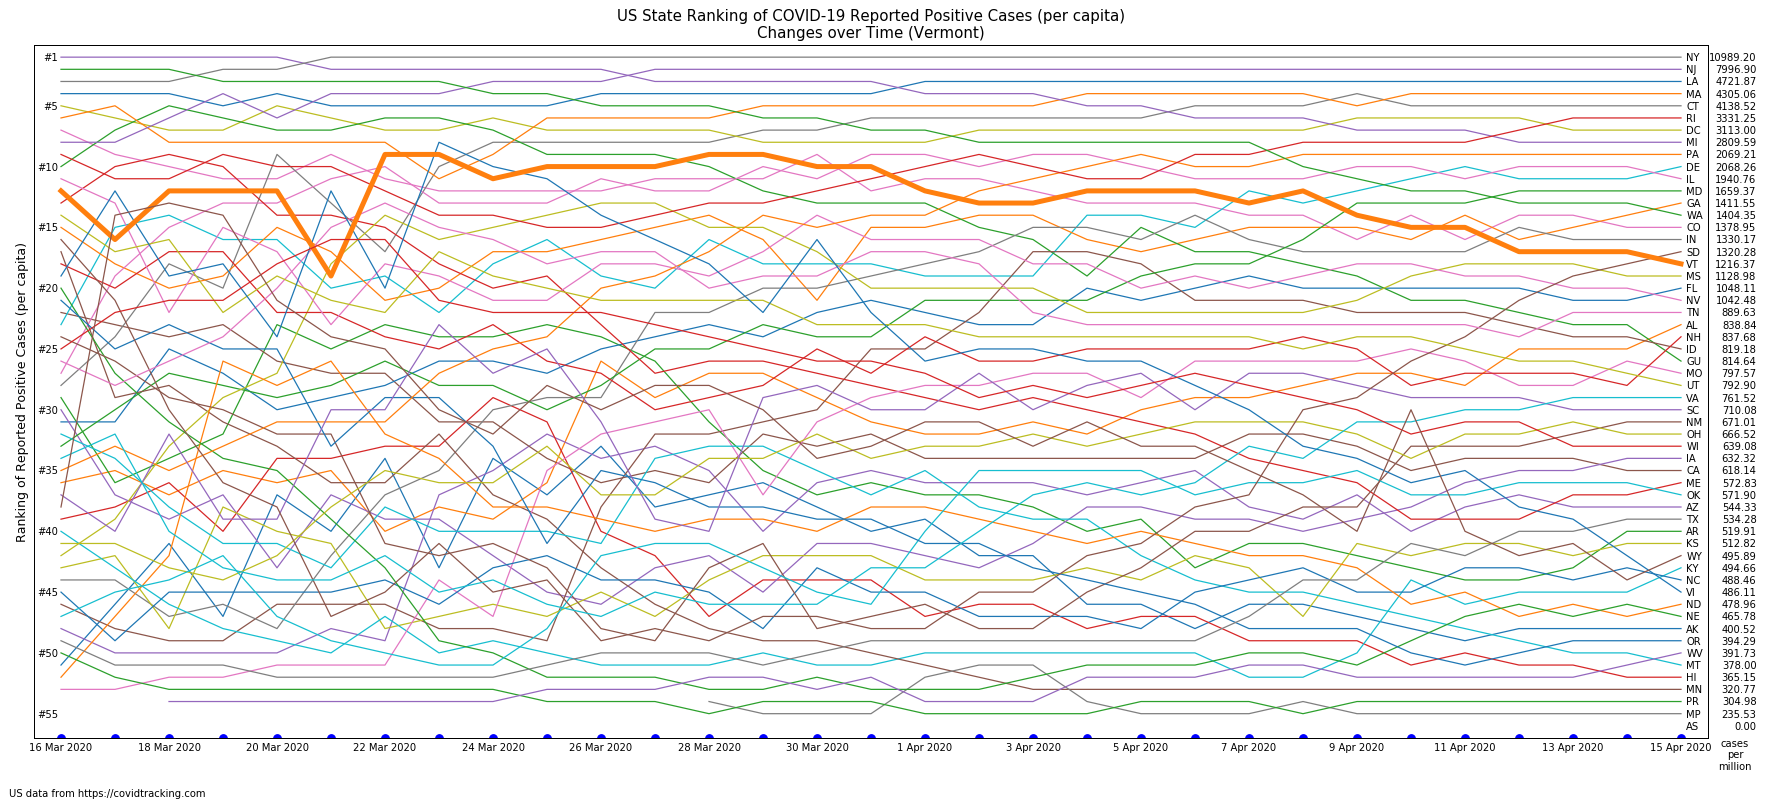 US State Ranking of COVID-19 Reported Positive Cases (per capita)
Changes over Time (Vermont)
Ranking of Reported Positive Cases (per capita)
#1
#5
#10
#15
#20
#25
#30
#35
#40
#45
#50
#55
NY 10989.20
NJ 7996.90
LA 4721.87
MA 4305.06
CT 4138.52
RI 3331.25
DC 3113.00
MI 2809.59
PA 2069.21
DE 2068.26
IL 1940.76
MD 1659.37
GA 1411.55
WA 1404.35
CO 1378.95
IN 1330.17
SD 1320.28
VT 1216.37
MS 1128.98
FL 1048.11
NV 1042.48
TN 889.63
AL 838.84
NH 837.68
ID 819.18
GU 814.64
MO 797.57
UT 792.90
VA 761.52
SC 710.08
NM 671.01
OH 666.52
WI 639.08
IA 632.32
CA 618.14
ME 572.83
OK 571.90
AZ 544.33
TX 534.28
AR 519.91
KS 512.82
WY 495.89
KY 494.66
NC 488.46
VI 486.11
ND 478.96
NE 465.78
AK 400.52
OR 394.29
WV 391.73
MT 378.00
HI 365.15
MN 320.77
PR 304.98
MP 235.53
AS 0.00
16 Mar 2020 18 Mar 2020 20 Mar 2020 22 Mar 2020 24 Mar 2020 26 Mar 2020 28 Mar 2020 30 Mar 2020 1 Apr 2020 3 Apr 2020 5 Apr 2020 7 Apr 2020 9 Apr 2020 11 Apr 2020 13 Apr 2020 15 Apr 2020
cases
per
million
US data from https://covidtracking.com